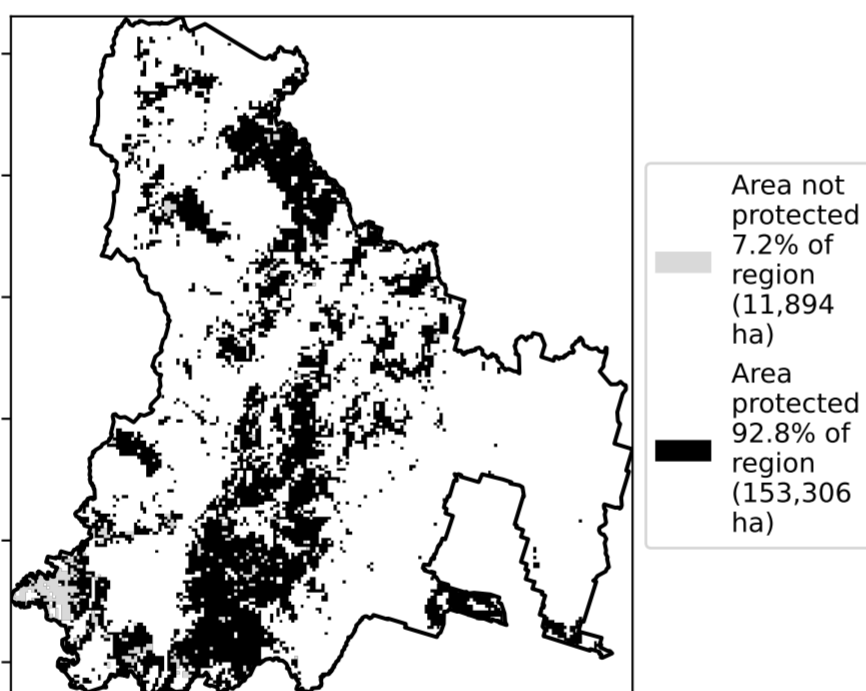 Area not
protected
7.2% of
region
(11,894
ha)
Area
protected
92.8% of
region
(153,306
ha)